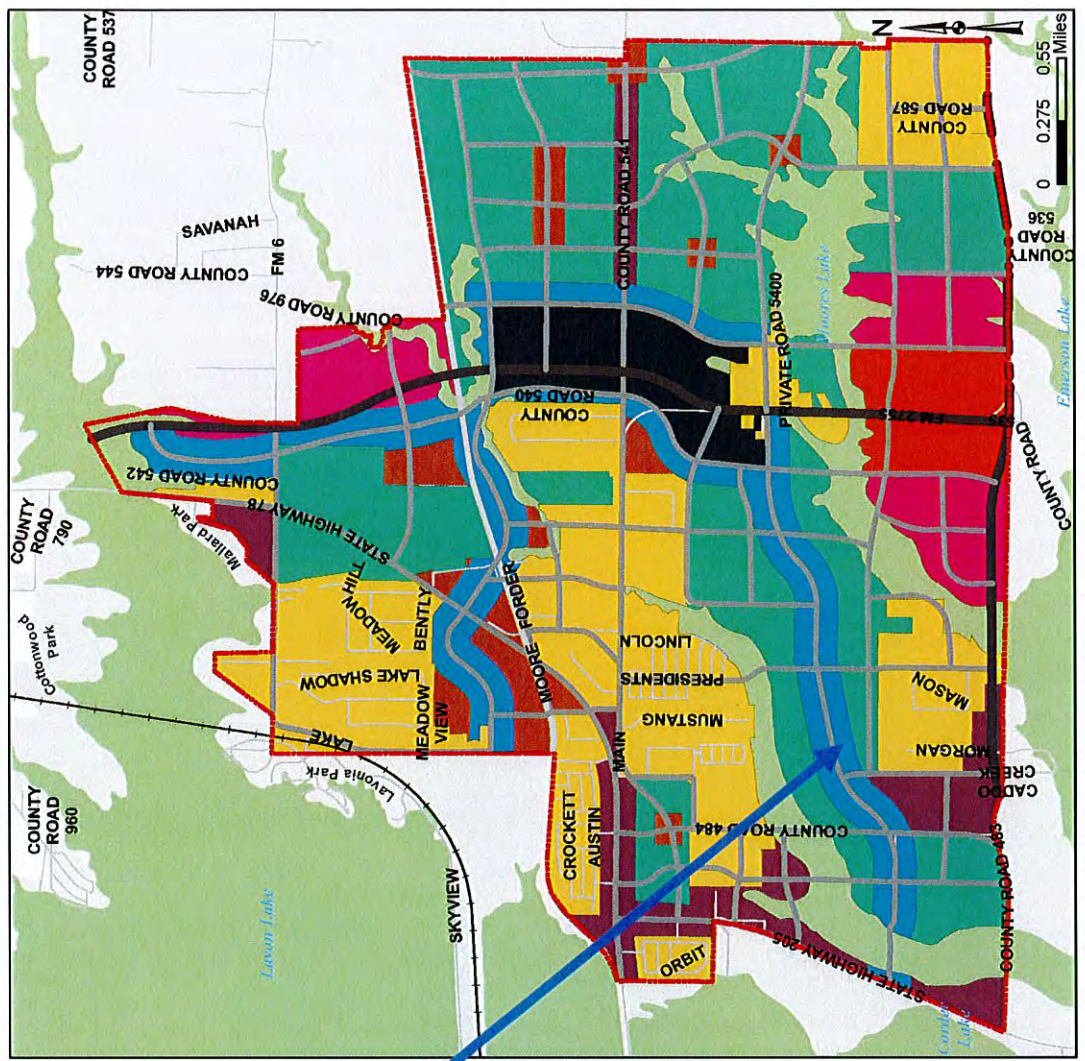 COUNTY
ROAD 537
COUNTY
ROAD
790
Cottonwood
Park
COUNTY
ROAD
960
Mallard Park
COUNTY ROAD 542
STATE HIGHWAY 78
SAVANAH
COUNTY ROAD 544
FM 6
COUNTY ROAD 976
Lavon Lake
Lavonia Park
LAKE
SKYVIEW
MEADOW HILL
BENTLY
LAKE SHADOW
MEADOW
VIEW
MOORE
FORDER
COUNTY
ROAD 540
COUNTY ROAD 541
LINCOLN
PRESIDENTS
MUSTANG
MAIN
CROCKETT
AUSTIN
ORBIT
COUNTY ROAD 484
STATE HIGHWAY 205
PRIVATE ROAD 5400
FM 2755
COUNTY ROAD 535
COUNTY
ROAD 587
COUNTY
ROAD
536
Emerson Lake
MASON
MORGAN
CADDO
CREEK
COUNTY ROAD 483
Lake
N
0 0.275 0.55
Miles